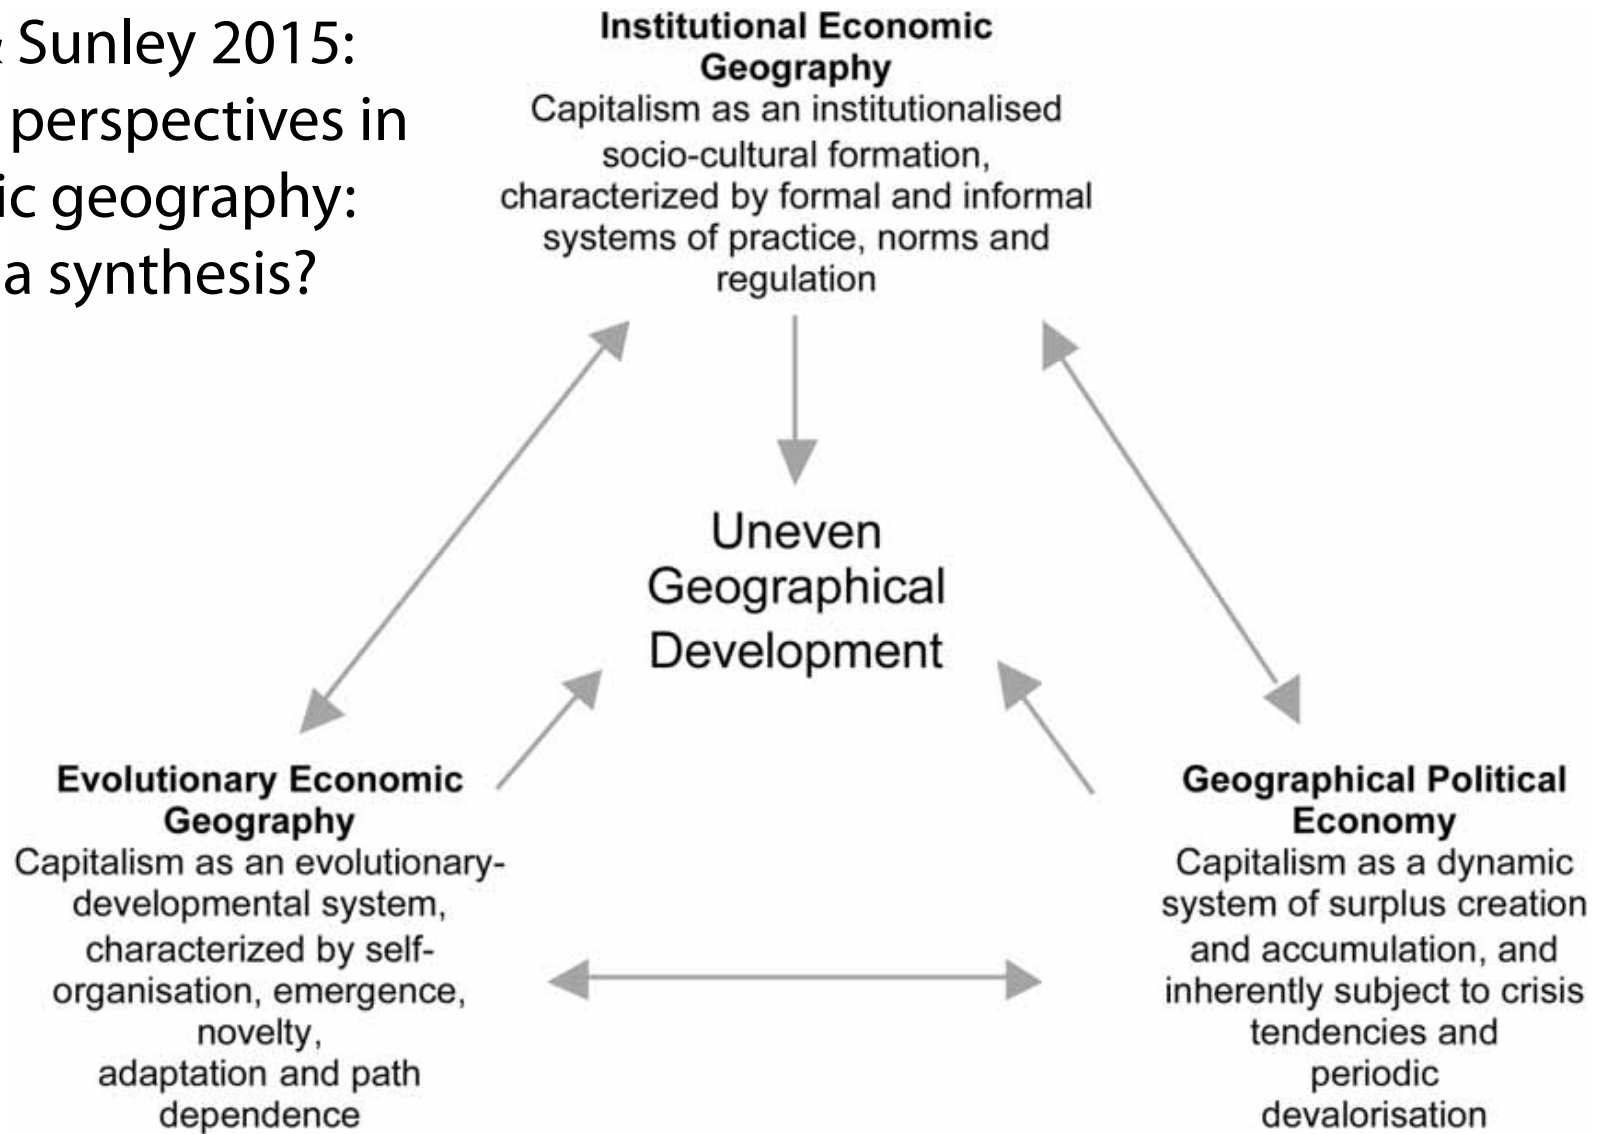 Sunley 2015:
perspectives in
ic geography:
a synthesis?
Institutional Economic
Geography
Capitalism as an institutionalised
socio-cultural formation,
characterized by formal and informal
systems of practice, norms and
regulation
Uneven
Geographical
Development
Evolutionary Economic
Geography
Capitalism as an evolutionary-
developmental system,
characterized by self-
organisation, emergence,
novelty,
adaptation and path
dependence
Geographical Political
Economy
Capitalism as a dynamic
system of surplus creation
and accumulation, and
inherently subject to crisis
tendencies and
periodic
devalorisation